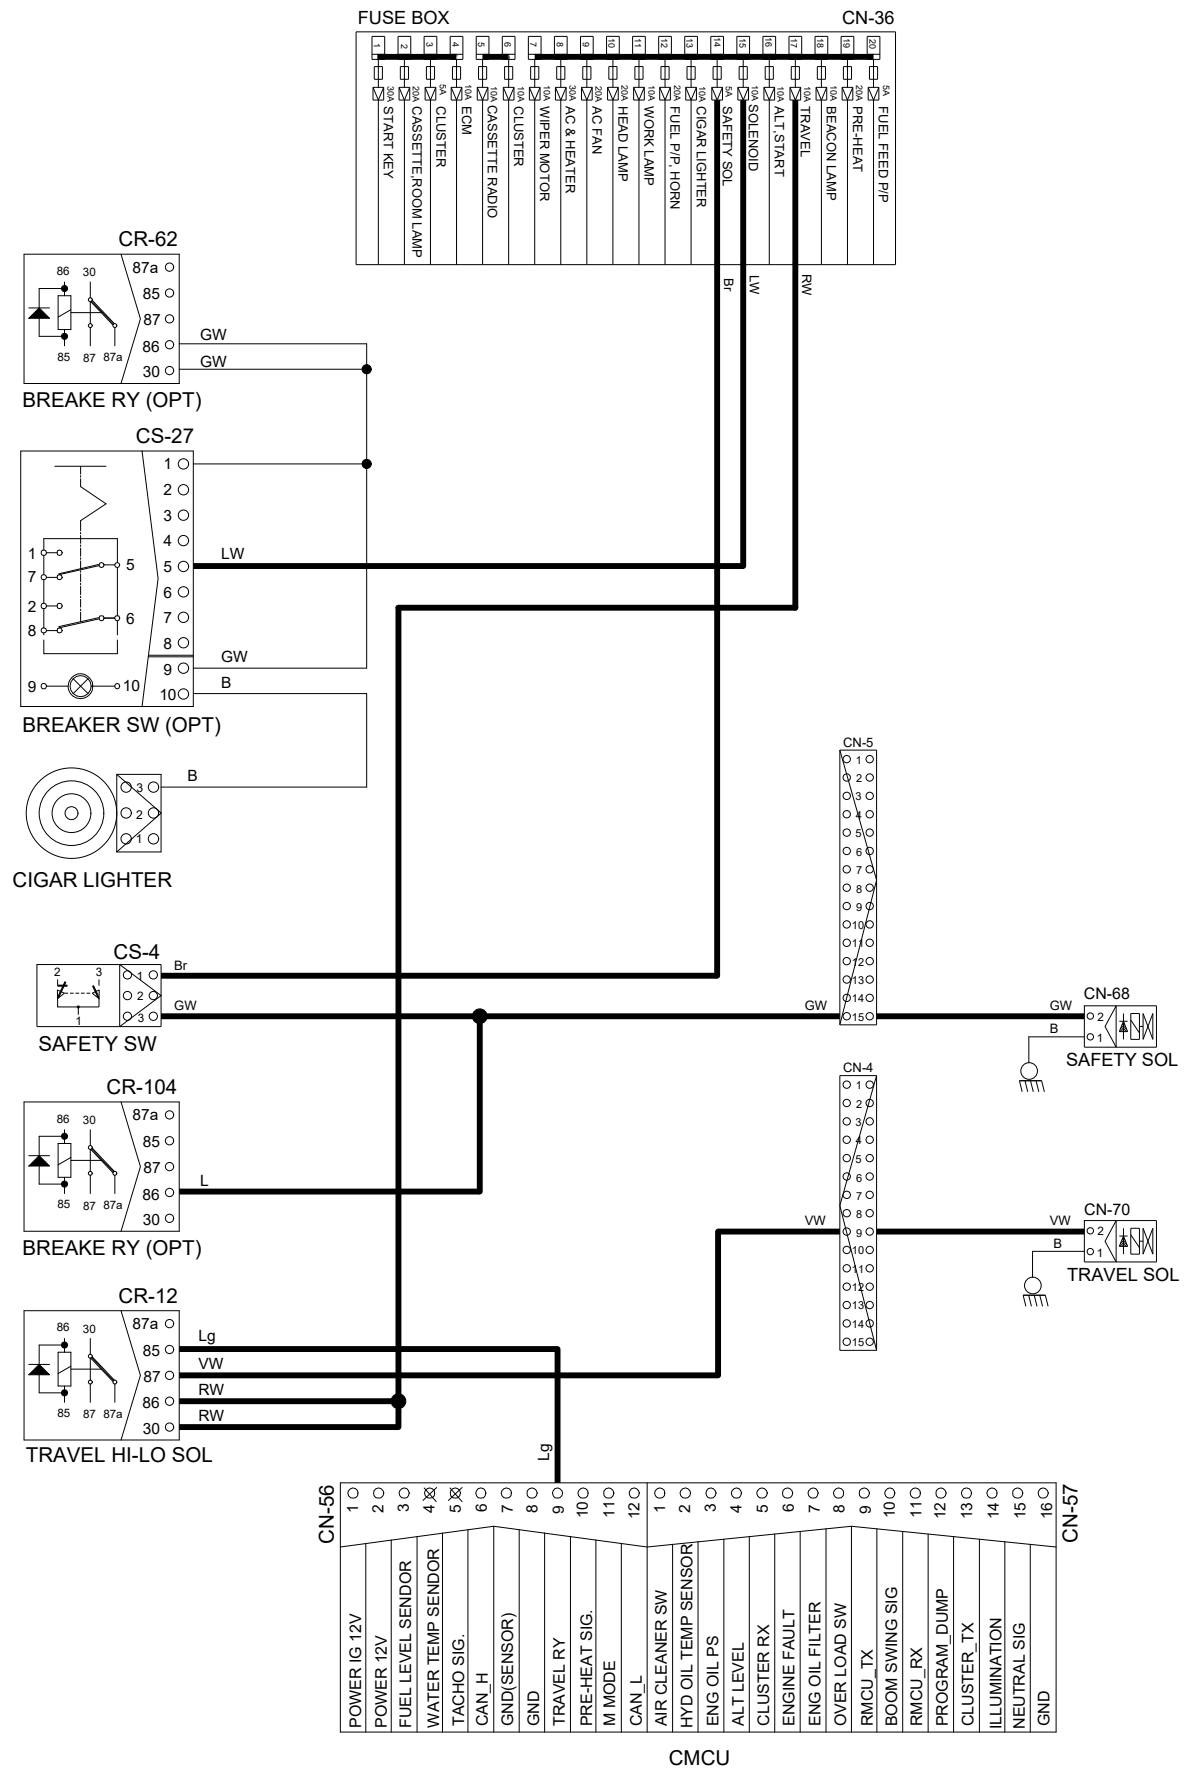 FUSE BOX CN-36
1 2 3 4 5 6 7 8 9 10 11 12 13 14 15 16 17 18 19 20
30A START KEY
20A CASSETTE,ROOM LAMP
5A CLUSTER
10A ECM
10A CASSETTE RADIO
10A CLUSTER
10A WIPER MOTOR
30A AC & HEATER
20A AC FAN
20A HEAD LAMP
10A WORK LAMP
20A FUEL P/P, HORN
10A CIGAR LIGHTER
5A SAFETY SOL
10A SOLENOID
10A ALT,START
10A TRAVEL
10A BEACON LAMP
20A PRE-HEAT
5A FUEL FEED P/P
Br LW RW
CR-62
86 30
85 87 87a
87a
85
87
86 GW
30 GW
BREAKE RY (OPT)
CS-27
1
2
3
4
5 LW
6
7
8
9 GW
10 B
1
7 5
2
8 6
9 10
BREAKER SW (OPT)
3 B
2
1
CIGAR LIGHTER
CN-5
1
2
3
4
5
6
7
8
9
10
11
12
13
14
15
CS-4
2 3
1
1 Br
2
3 GW
SAFETY SW
GW
GW
CN-68
2
B 1
SAFETY SOL
CR-104
86 30
85 87 87a
87a
85
87
86 L
30
BREAKE RY (OPT)
CN-4
1
2
3
4
5
6
7
8
9
10
11
12
13
14
15
VW
VW
CN-70
2
B 1
TRAVEL SOL
CR-12
86 30
85 87 87a
87a
85 Lg
87 VW
86 RW
30 RW
TRAVEL HI-LO SOL
Lg
CN-56
1 2 3 4 5 6 7 8 9 10 11 12
1 2 3 4 5 6 7 8 9 10 11 12 13 14 15 16
CN-57
POWER IG 12V
POWER 12V
FUEL LEVEL SENDOR
WATER TEMP SENDOR
TACHO SIG.
CAN_H
GND(SENSOR)
GND
TRAVEL RY
PRE-HEAT SIG.
M MODE
CAN_L
AIR CLEANER SW
HYD OIL TEMP SENSOR
ENG OIL PS
ALT LEVEL
CLUSTER RX
ENGINE FAULT
ENG OIL FILTER
OVER LOAD SW
RMCU_TX
BOOM SWING SIG
RMCU_RX
PROGRAM_DUMP
CLUSTER_TX
ILLUMINATION
NEUTRAL SIG
GND
CMCU